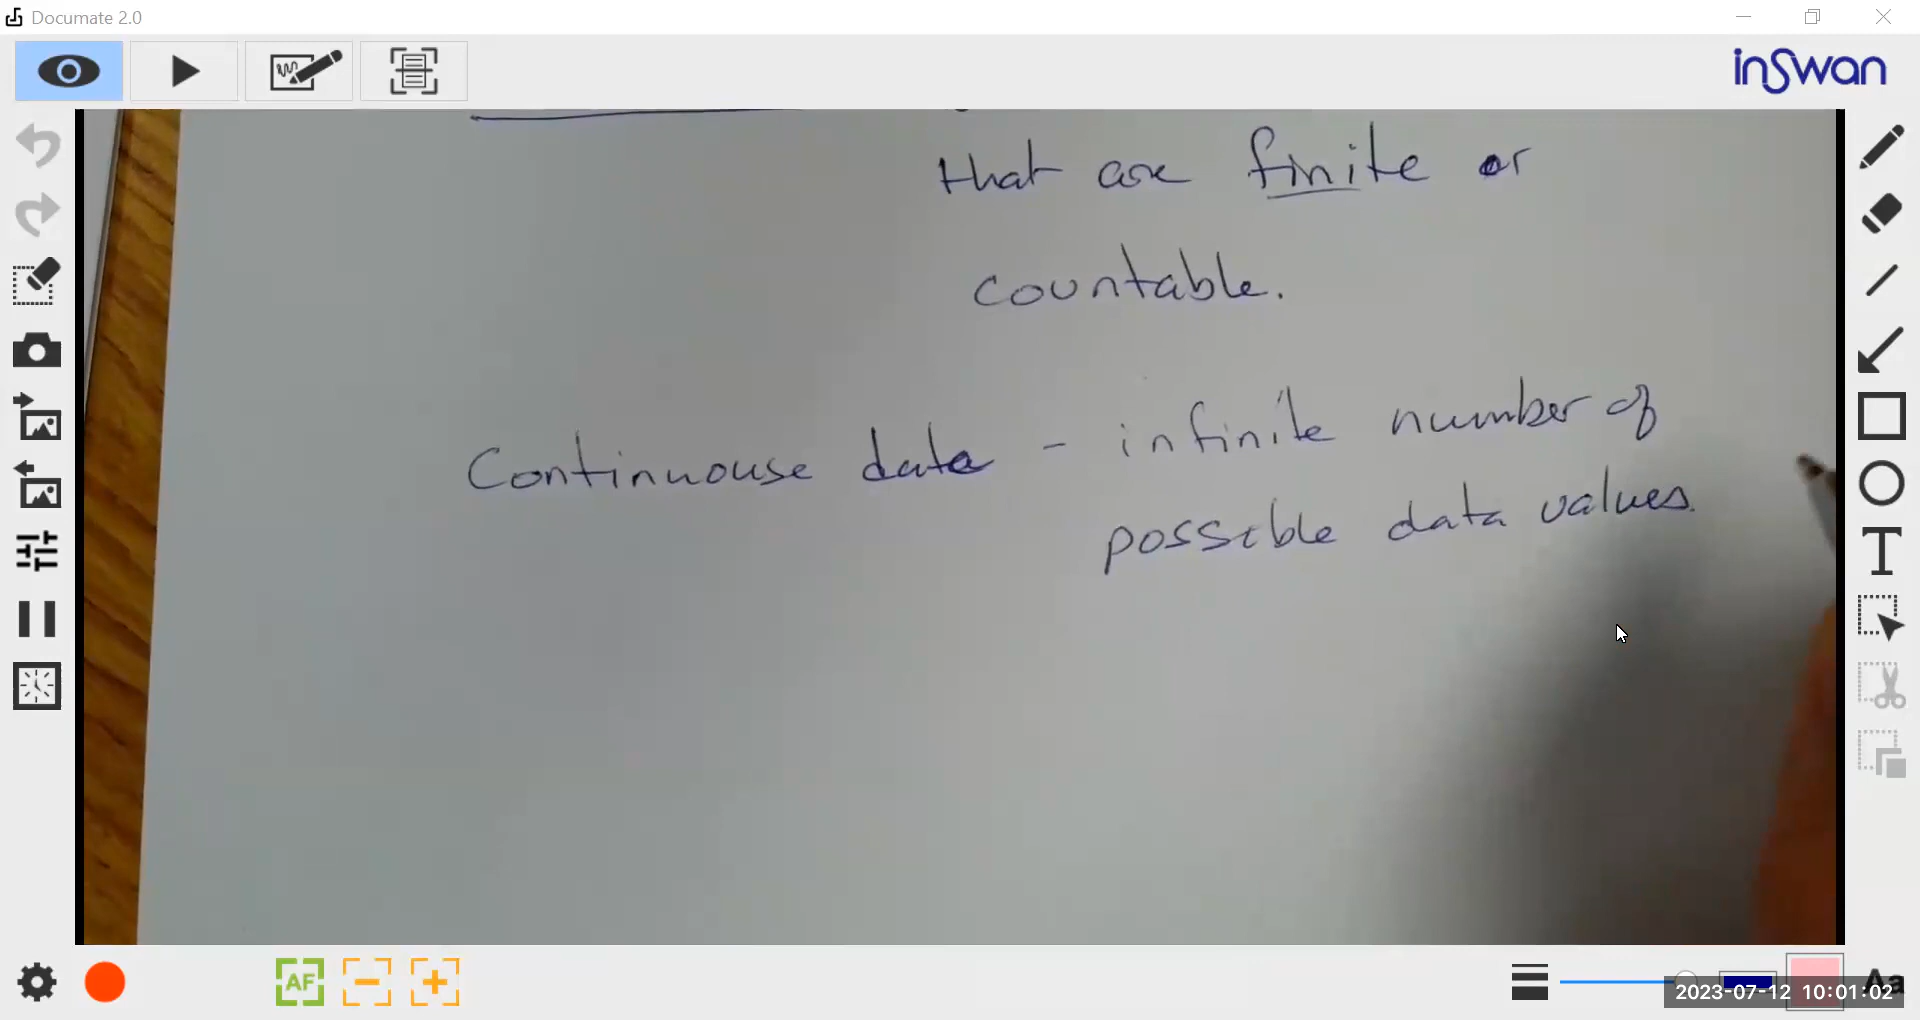 Documate 2.0
inSwan
that are finite or
countable.
Continuouse data - infinite number of
possible data values.
AF
Aa
2023-07-12 10:01:02